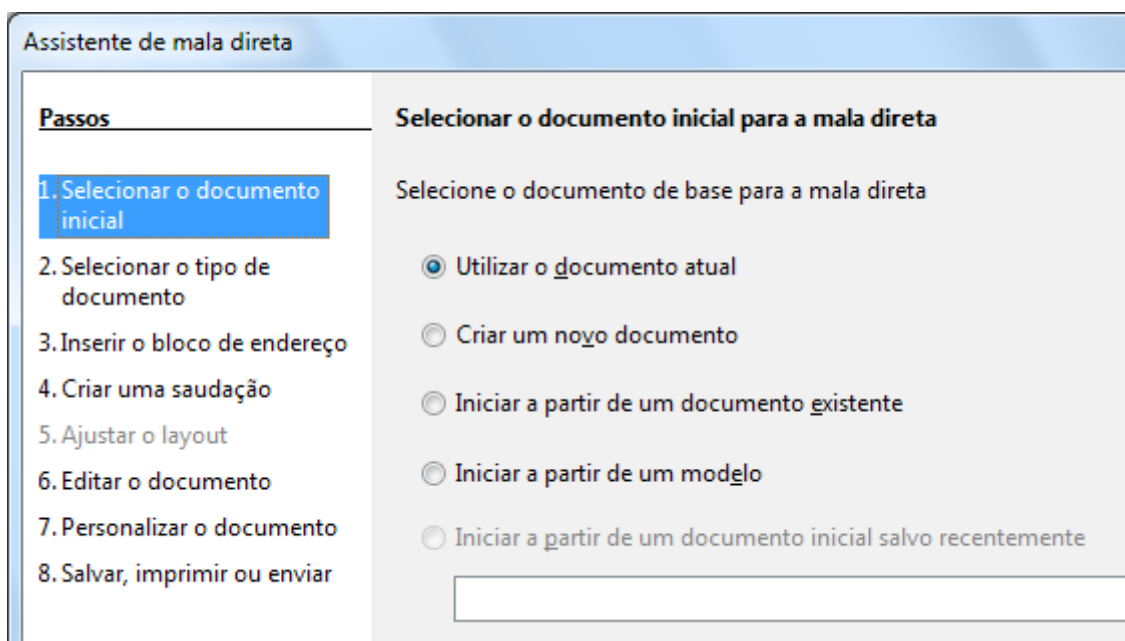 Assistente de mala direta
Passos
1. Selecionar o documento
inicial
2. Selecionar o tipo de
documento
3. Inserir o bloco de endereço
4. Criar uma saudação
5. Ajustar o layout
6. Editar o documento
7. Personalizar o documento
8. Salvar, imprimir ou enviar
Selecionar o documento inicial para a mala direta
Selecione o documento de base para a mala direta
Utilizar o documento atual
Criar um novo documento
Iniciar a partir de um documento existente
Iniciar a partir de um modelo
Iniciar a partir de um documento inicial salvo recentemente